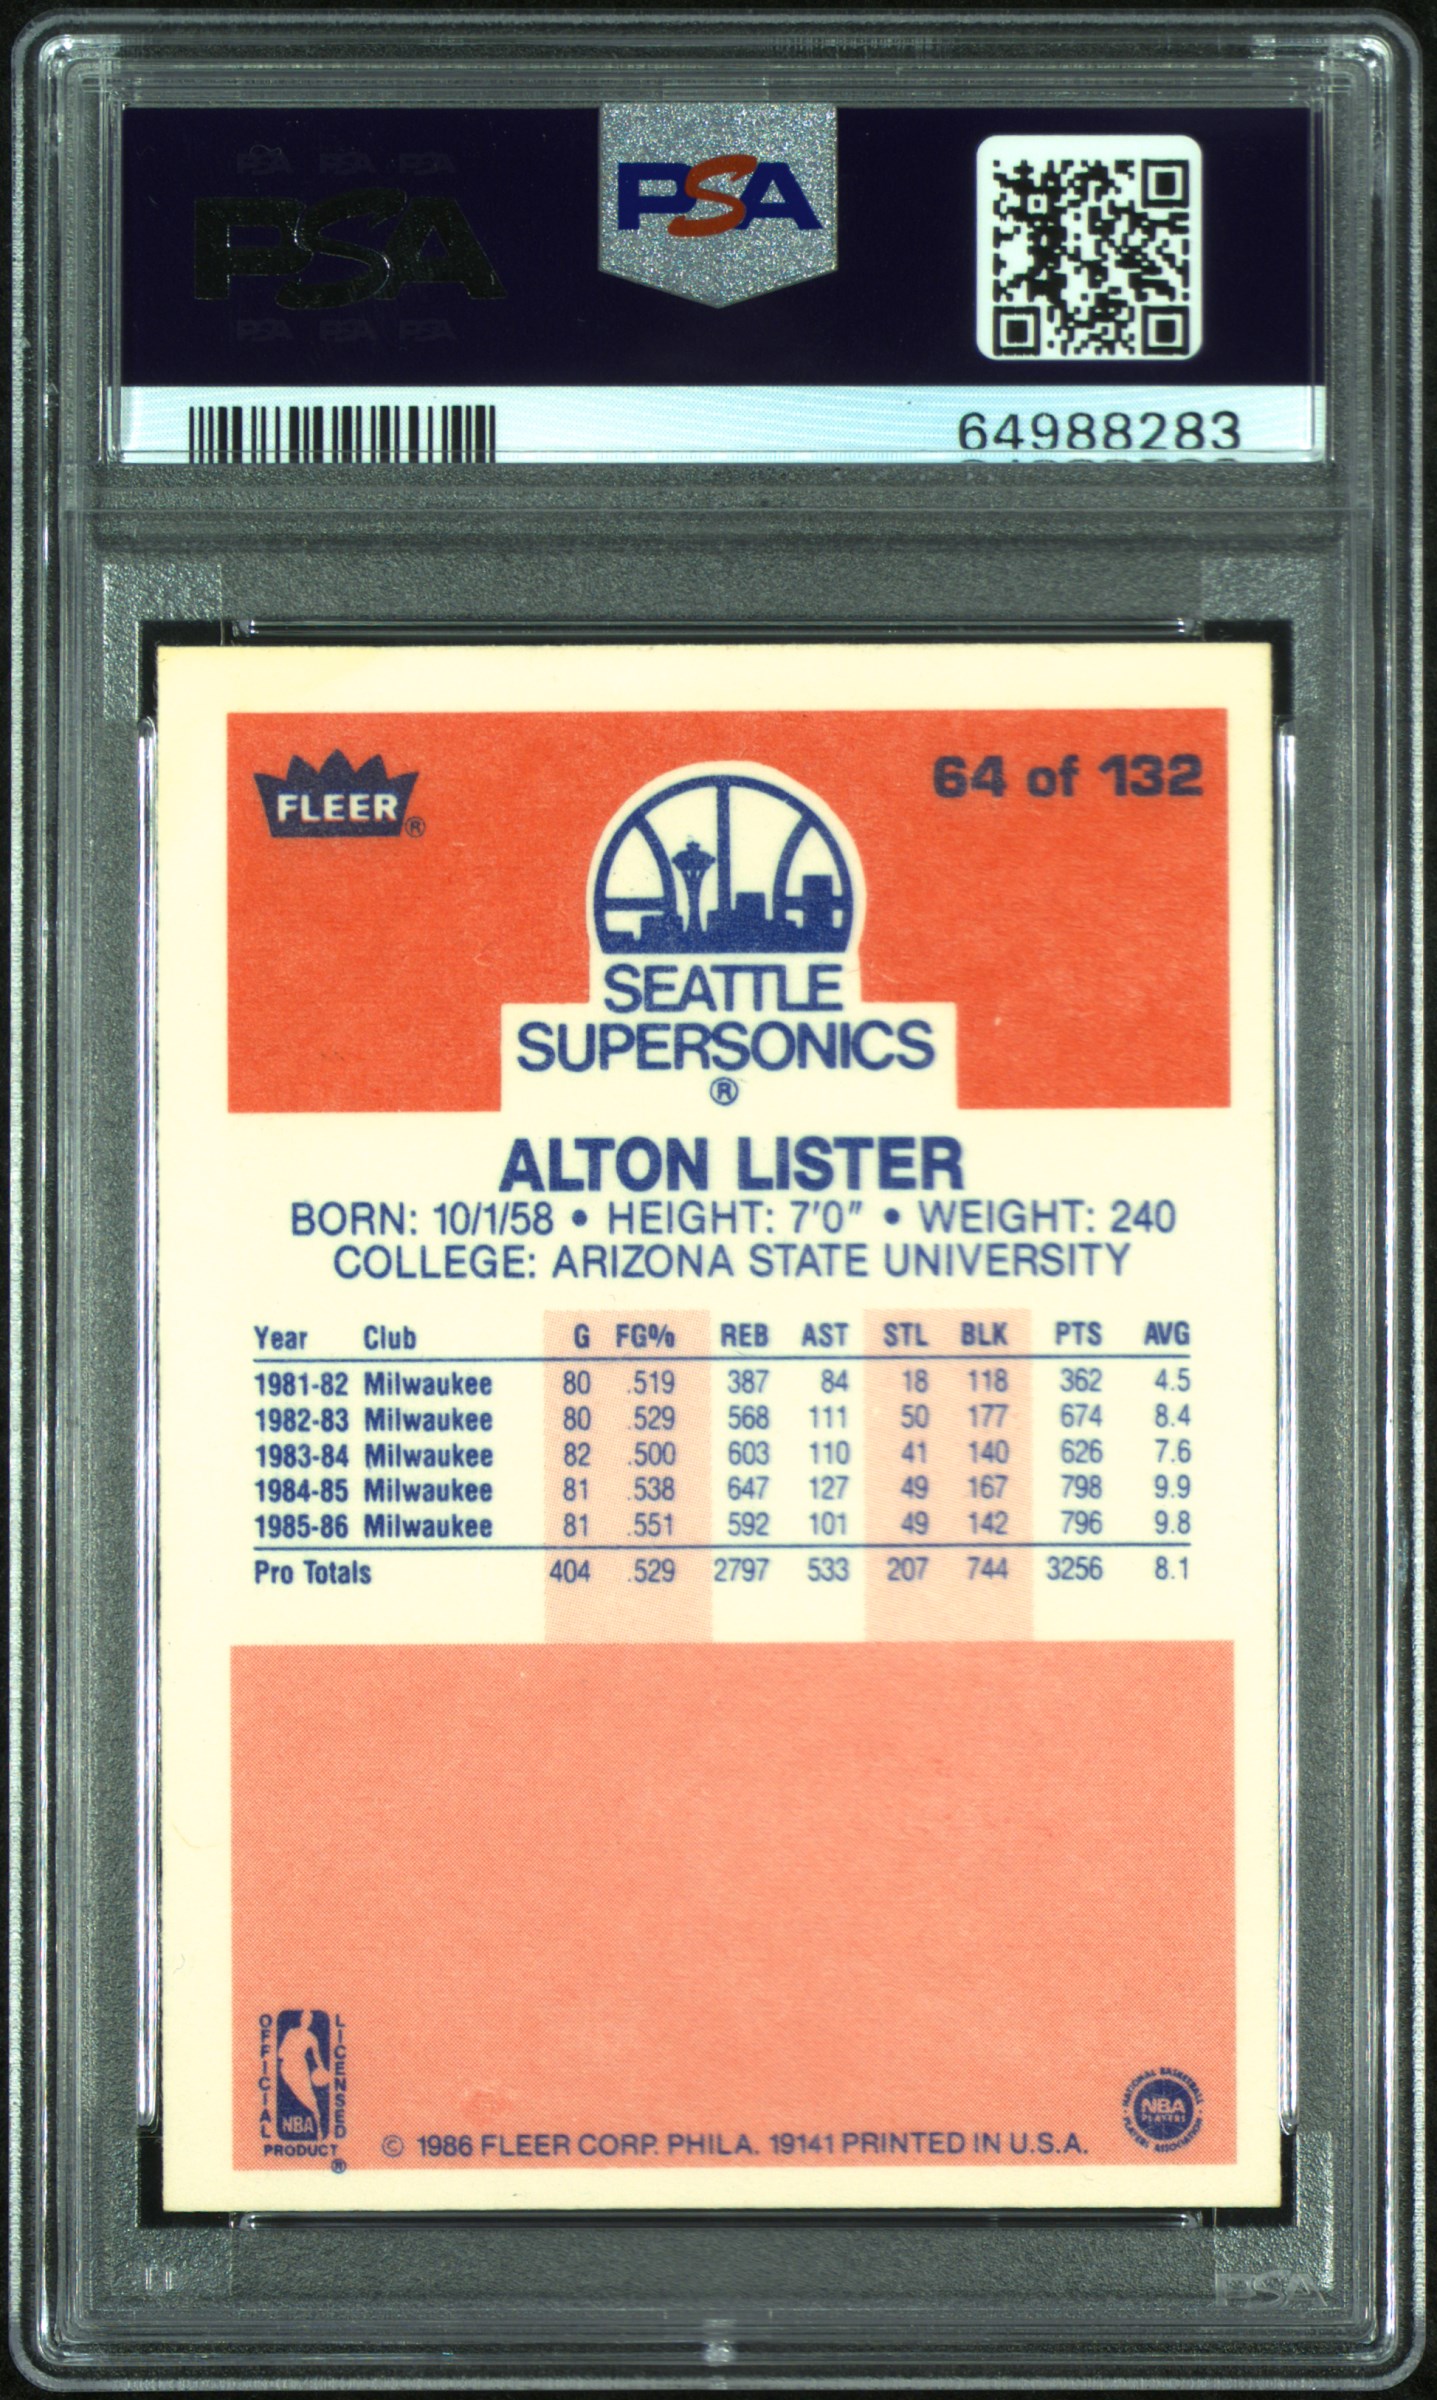 PSA PSA PSA
PSA
PSA PSA PSA
PSA
64988283
FLEER®
64 of 132
SEATTLE
SUPERSONICS
®
ALTON LISTER
BORN: 10/1/58 • HEIGHT: 7'0" • WEIGHT: 240
COLLEGE: ARIZONA STATE UNIVERSITY
Year Club G FG% REB AST STL BLK PTS AVG
1981-82 Milwaukee 80 .519 387 84 18 118 362 4.5
1982-83 Milwaukee 80 .529 568 111 50 177 674 8.4
1983-84 Milwaukee 82 .500 603 110 41 140 626 7.6
1984-85 Milwaukee 81 .538 647 127 49 167 798 9.9
1985-86 Milwaukee 81 .551 592 101 49 142 796 9.8
Pro Totals 404 .529 2797 533 207 744 3256 8.1
OFFICIAL
LICENSED
NBA
PRODUCT
®
© 1986 FLEER CORP. PHILA. 19141 PRINTED IN U.S.A.
NATIONAL BASKETBALL
NBA
PLAYERS
PLAYERS ASSOCIATION
PSA